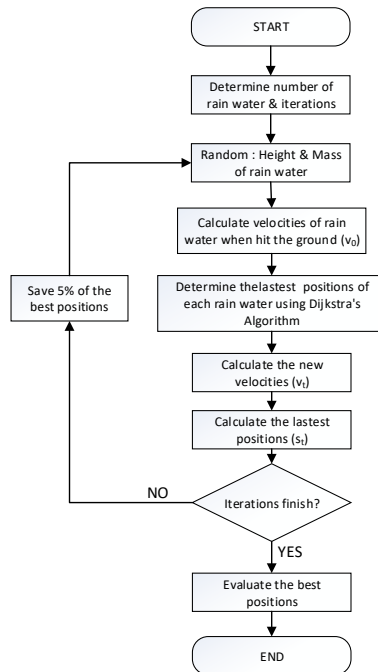 START
Determine number of
rain water & iterations
Random : Height & Mass
of rain water
Calculate velocities of rain
water when hit the ground (v0)
Determine thelastest  positions of
each rain water using Dijkstra's
Algorithm
Save 5% of the
best positions
Calculate the new
velocities (vt)
Calculate the lastest
positions (st)
Iterations finish?
NO
YES
Evaluate the best
positions
END